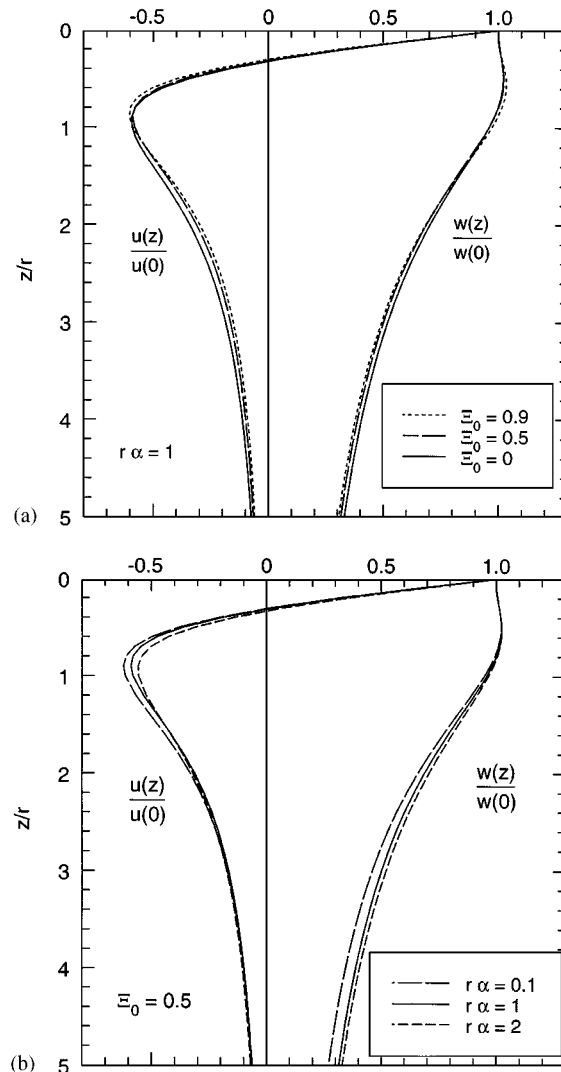 -0.5 0 0.5 1.0
0
1
2
3
4
5
z/r
u(z)
u(0)
w(z)
w(0)
r α = 1
Ξ₀ = 0.9
Ξ₀ = 0.5
Ξ₀ = 0
(a)
-0.5 0 0.5 1.0
0
1
2
3
4
5
z/r
u(z)
u(0)
w(z)
w(0)
Ξ₀ = 0.5
r α = 0.1
r α = 1
r α = 2
(b)